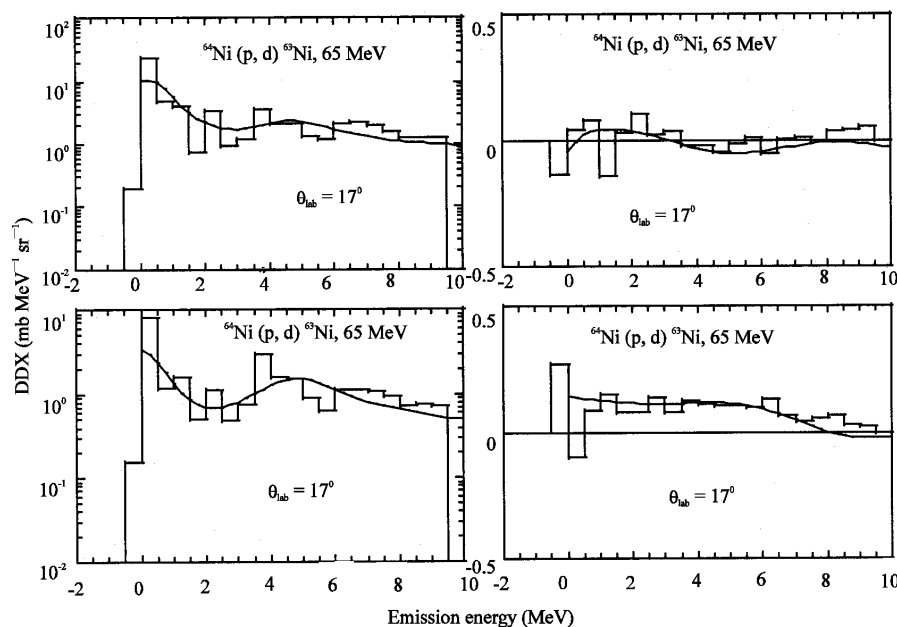 DDX (mb MeV⁻¹ sr⁻¹)
10²
10¹
10⁰
10⁻¹
10⁻²
⁶⁴Ni (p, d) ⁶³Ni, 65 MeV
θlab = 17⁰
-2 0 2 4 6 8 10
0.5
0
-0.5
⁶⁴Ni (p, d) ⁶³Ni, 65 MeV
θlab = 17⁰
-2 0 2 4 6 8 10
10¹
10⁰
10⁻¹
10⁻²
⁶⁴Ni (p, d) ⁶³Ni, 65 MeV
θlab = 17⁰
-2 0 2 4 6 8 10
0.5
0
-0.5
⁶⁴Ni (p, d) ⁶³Ni, 65 MeV
θlab = 17⁰
-2 0 2 4 6 8 10
Emission energy (MeV)